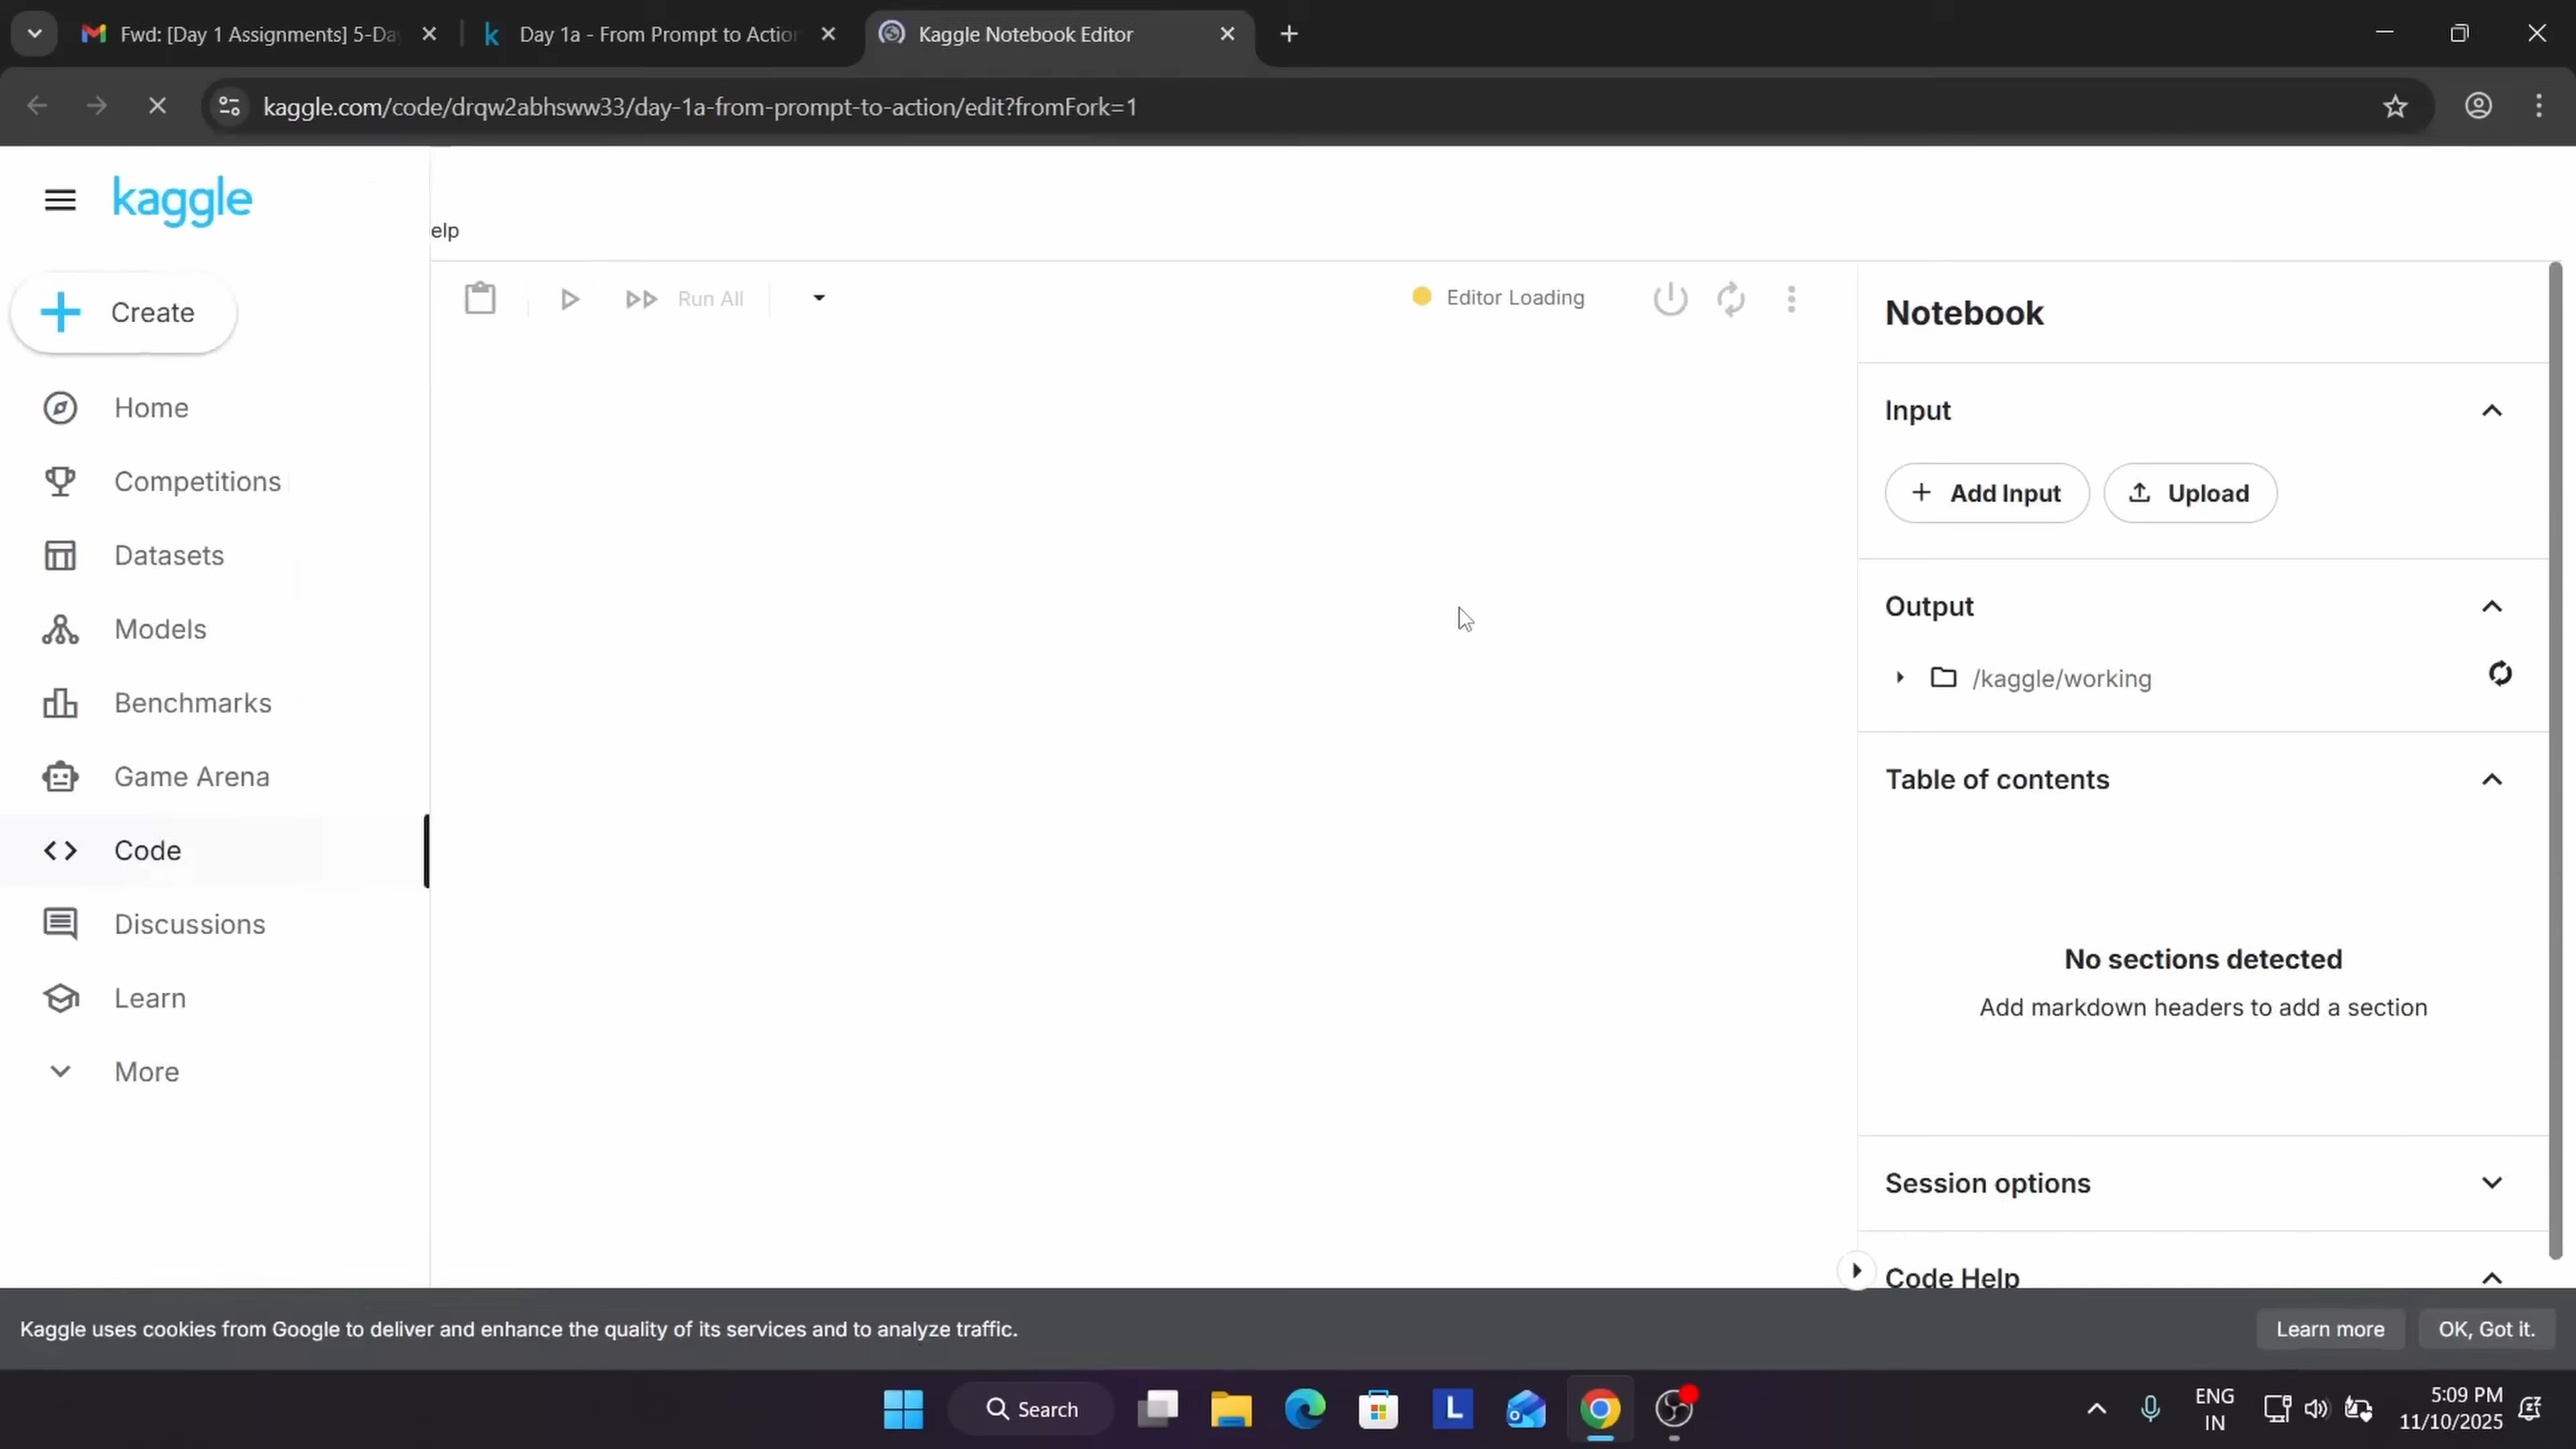 Fwd: [Day 1 Assignments] 5-Da
Day 1a - From Prompt to Action
Kaggle Notebook Editor
kaggle.com/code/drqw2abhsww33/day-1a-from-prompt-to-action/edit?fromFork=1
kaggle
elp
Create
Run All
Editor Loading
Notebook
Home
Input
Competitions
Add Input
Upload
Datasets
Output
Models
/kaggle/working
Benchmarks
Game Arena
Table of contents
Code
Discussions
No sections detected
Learn
Add markdown headers to add a section
More
Session options
Code Help
Kaggle uses cookies from Google to deliver and enhance the quality of its services and to analyze traffic.
Learn more
OK, Got it.
Search
L
ENG
IN
5:09 PM
11/10/2025